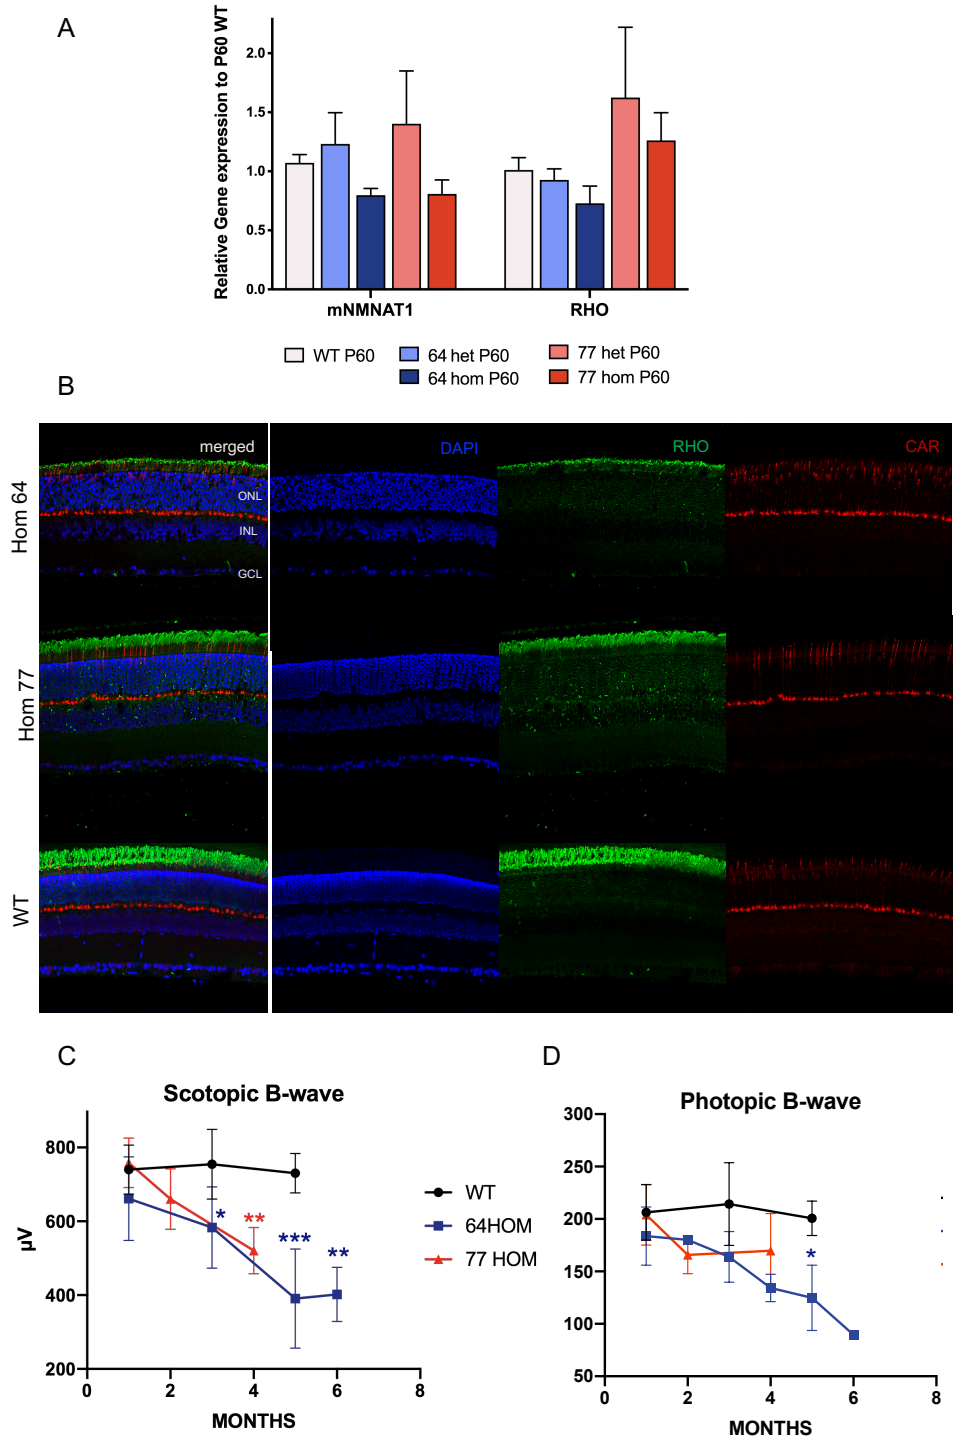 A
Relative Gene expression to P60 WT
2.0
1.5
1.0
0.5
0.0
mNMNAT1
RHO
WT P60
64 het P60
77 het P60
64 hom P60
77 hom P60
B
merged
DAPI
RHO
CAR
Hom 64
ONL
INL
GCL
Hom 77
WT
C
Scotopic B-wave
800
600
400
200
µV
*
**
***
**
0
2
4
6
8
MONTHS
WT
64HOM
77 HOM
D
Photopic B-wave
300
250
200
150
100
50
*
0
2
4
6
8
MONTHS